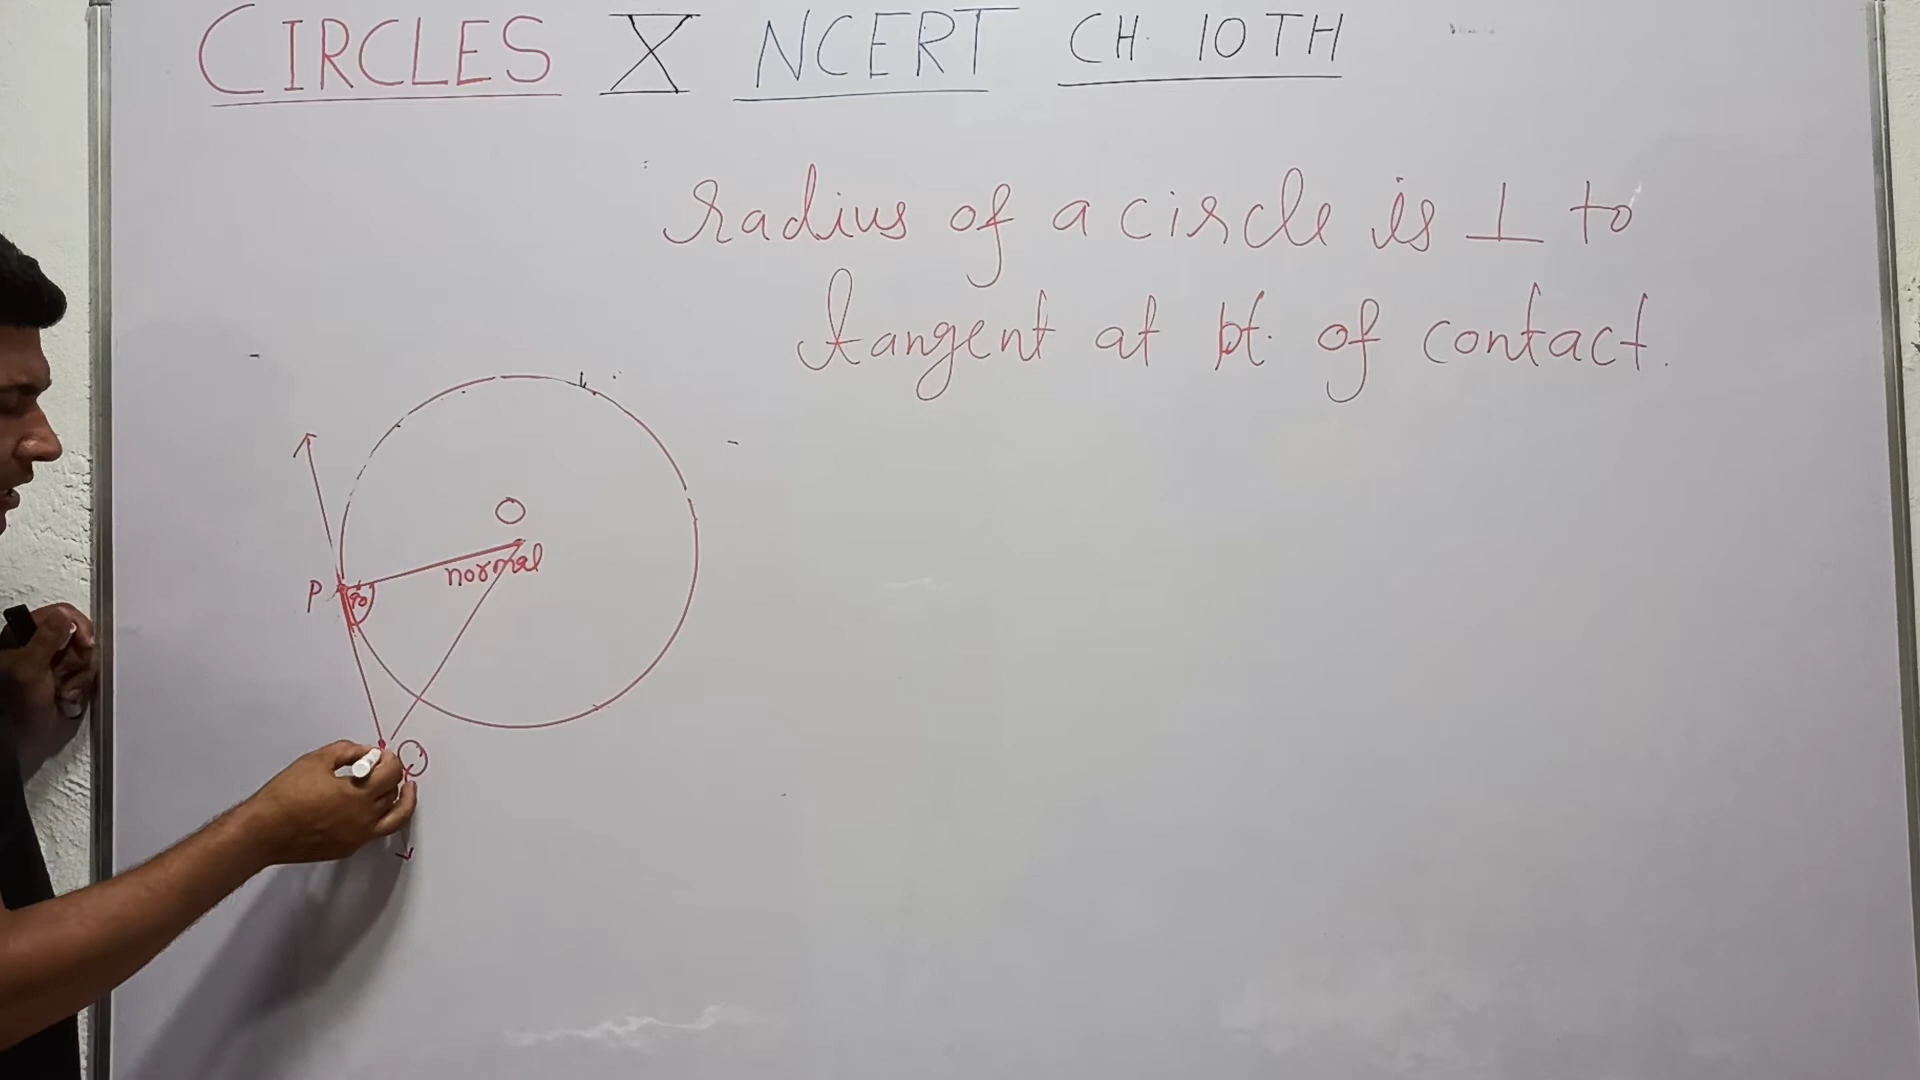 CIRCLES X NCERT CH. 10TH
radius of a circle is ⊥ to
tangent at pt. of contact.
O
normal
P
90
Q